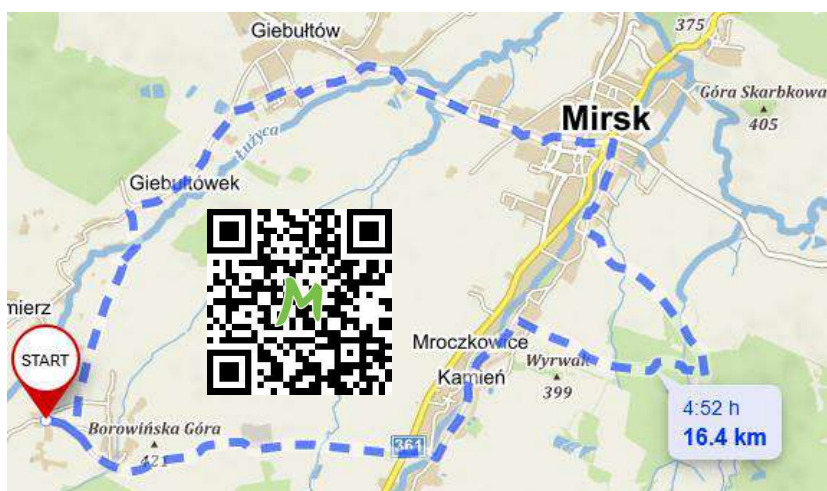 Giebułtów
375
Góra Skarbkowa
405
Mirsk
Łużyca
Giebułtówek
M
mierz
START
Mroczkowice
Wyrwak
Kamień
399
4:52 h
16.4 km
Borowińska Góra
421
361